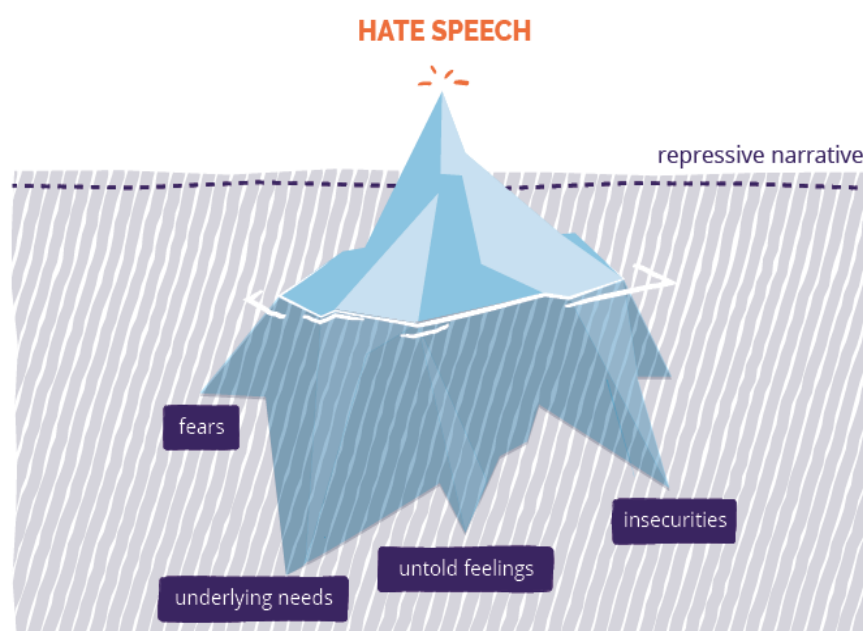 HATE SPEECH
repressive narrative
fears
insecurities
untold feelings
underlying needs